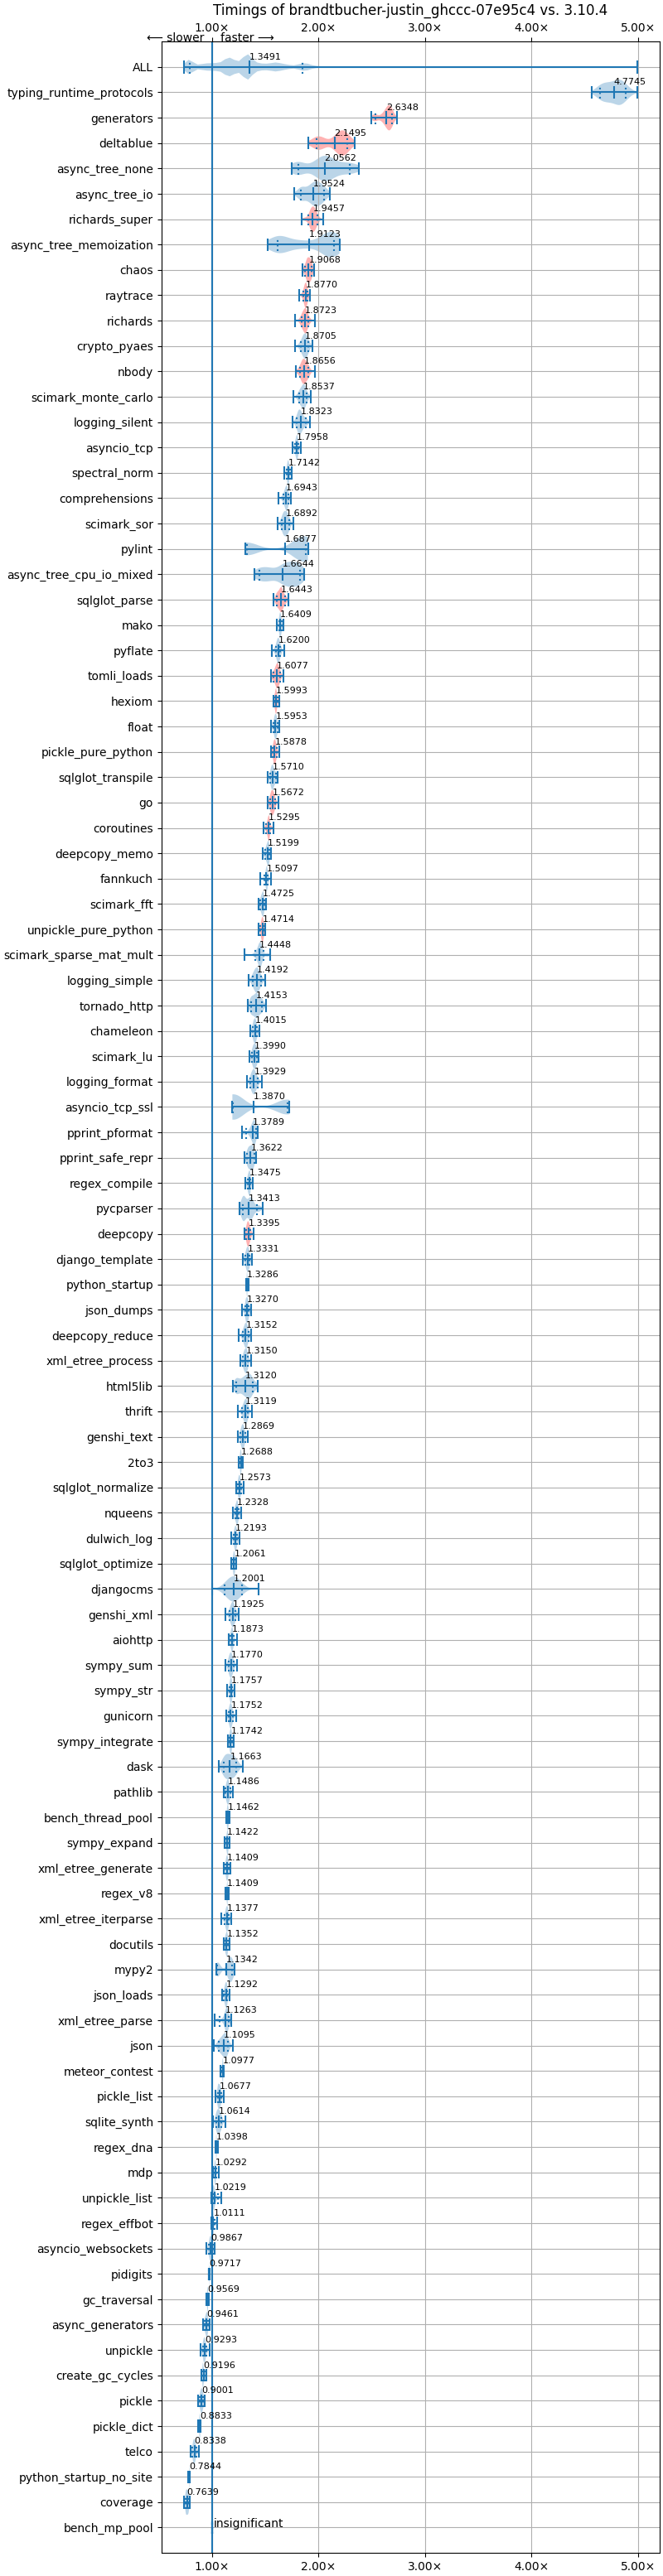 Timings of brandtbucher-justin_ghccc-07e95c4 vs. 3.10.4
⟵ slower faster ⟶
1.00× 2.00× 3.00× 4.00× 5.00×
ALL 1.3491
typing_runtime_protocols 4.7745
generators 2.6348
deltablue 2.1495
async_tree_none 2.0562
async_tree_io 1.9524
richards_super 1.9457
async_tree_memoization 1.9123
chaos 1.9068
raytrace 1.8770
richards 1.8723
crypto_pyaes 1.8705
nbody 1.8656
scimark_monte_carlo 1.8537
logging_silent 1.8323
asyncio_tcp 1.7958
spectral_norm 1.7142
comprehensions 1.6943
scimark_sor 1.6892
pylint 1.6877
async_tree_cpu_io_mixed 1.6644
sqlglot_parse 1.6443
mako 1.6409
pyflate 1.6200
tomli_loads 1.6077
hexiom 1.5993
float 1.5953
pickle_pure_python 1.5878
sqlglot_transpile 1.5710
go 1.5672
coroutines 1.5295
deepcopy_memo 1.5199
fannkuch 1.5097
scimark_fft 1.4725
unpickle_pure_python 1.4714
scimark_sparse_mat_mult 1.4448
logging_simple 1.4192
tornado_http 1.4153
chameleon 1.4015
scimark_lu 1.3990
logging_format 1.3929
asyncio_tcp_ssl 1.3870
pprint_pformat 1.3789
pprint_safe_repr 1.3622
regex_compile 1.3475
pycparser 1.3413
deepcopy 1.3395
django_template 1.3331
python_startup 1.3286
json_dumps 1.3270
deepcopy_reduce 1.3152
xml_etree_process 1.3150
html5lib 1.3120
thrift 1.3119
genshi_text 1.2869
2to3 1.2688
sqlglot_normalize 1.2573
nqueens 1.2328
dulwich_log 1.2193
sqlglot_optimize 1.2061
djangocms 1.2001
genshi_xml 1.1925
aiohttp 1.1873
sympy_sum 1.1770
sympy_str 1.1757
gunicorn 1.1752
sympy_integrate 1.1742
dask 1.1663
pathlib 1.1486
bench_thread_pool 1.1462
sympy_expand 1.1422
xml_etree_generate 1.1409
regex_v8 1.1409
xml_etree_iterparse 1.1377
docutils 1.1352
mypy2 1.1342
json_loads 1.1292
xml_etree_parse 1.1263
json 1.1095
meteor_contest 1.0977
pickle_list 1.0677
sqlite_synth 1.0614
regex_dna 1.0398
mdp 1.0292
unpickle_list 1.0219
regex_effbot 1.0111
asyncio_websockets 0.9867
pidigits 0.9717
gc_traversal 0.9569
async_generators 0.9461
unpickle 0.9293
create_gc_cycles 0.9196
pickle 0.9001
pickle_dict 0.8833
telco 0.8338
python_startup_no_site 0.7844
coverage 0.7639
bench_mp_pool insignificant
1.00× 2.00× 3.00× 4.00× 5.00×